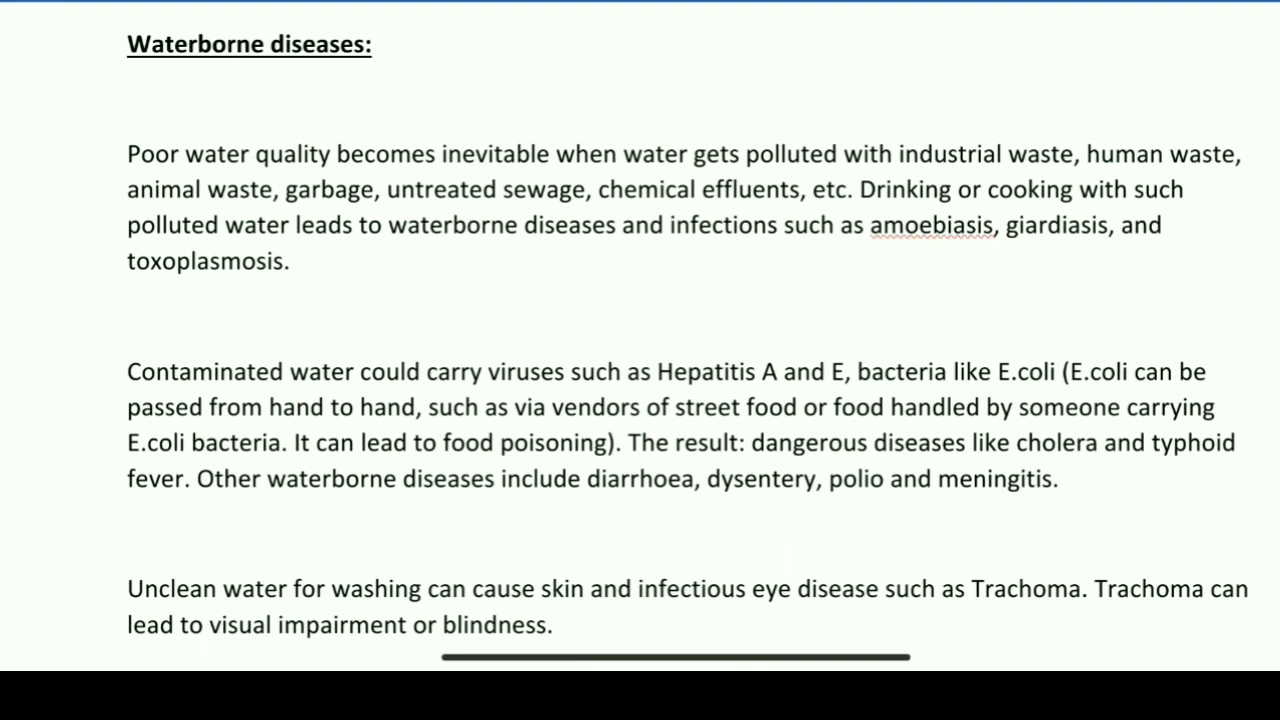 Waterborne diseases:
Poor water quality becomes inevitable when water gets polluted with industrial waste, human waste,
animal waste, garbage, untreated sewage, chemical effluents, etc. Drinking or cooking with such
polluted water leads to waterborne diseases and infections such as amoebiasis, giardiasis, and
toxoplasmosis.
Contaminated water could carry viruses such as Hepatitis A and E, bacteria like E.coli (E.coli can be
passed from hand to hand, such as via vendors of street food or food handled by someone carrying
E.coli bacteria. It can lead to food poisoning). The result: dangerous diseases like cholera and typhoid
fever. Other waterborne diseases include diarrhoea, dysentery, polio and meningitis.
Unclean water for washing can cause skin and infectious eye disease such as Trachoma. Trachoma can
lead to visual impairment or blindness.